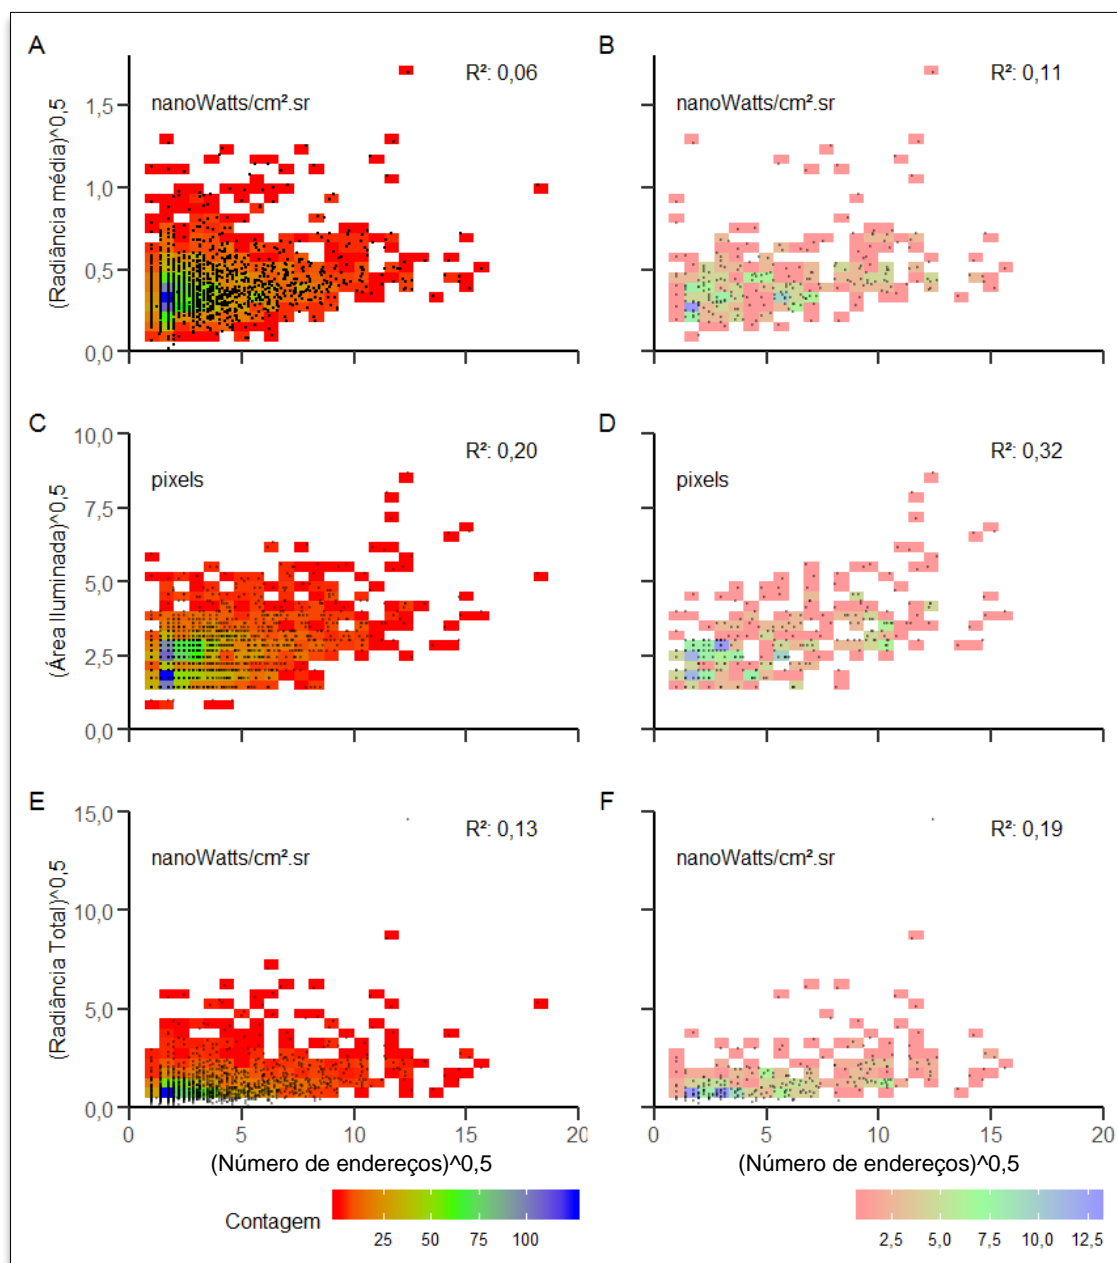 A
B
R²: 0,06
R²: 0,11
nanoWatts/cm².sr
nanoWatts/cm².sr
(Radiância média)^0,5
1,5
1,0
0,5
0,0
C
D
R²: 0,20
R²: 0,32
pixels
pixels
(Área Iluminada)^0,5
10,0
7,5
5,0
2,5
0,0
E
F
R²: 0,13
R²: 0,19
nanoWatts/cm².sr
nanoWatts/cm².sr
(Radiância Total)^0,5
15,0
10,0
5,0
0,0
0 5 10 15 20
0 5 10 15 20
(Número de endereços)^0,5
(Número de endereços)^0,5
Contagem
25 50 75 100
2,5 5,0 7,5 10,0 12,5